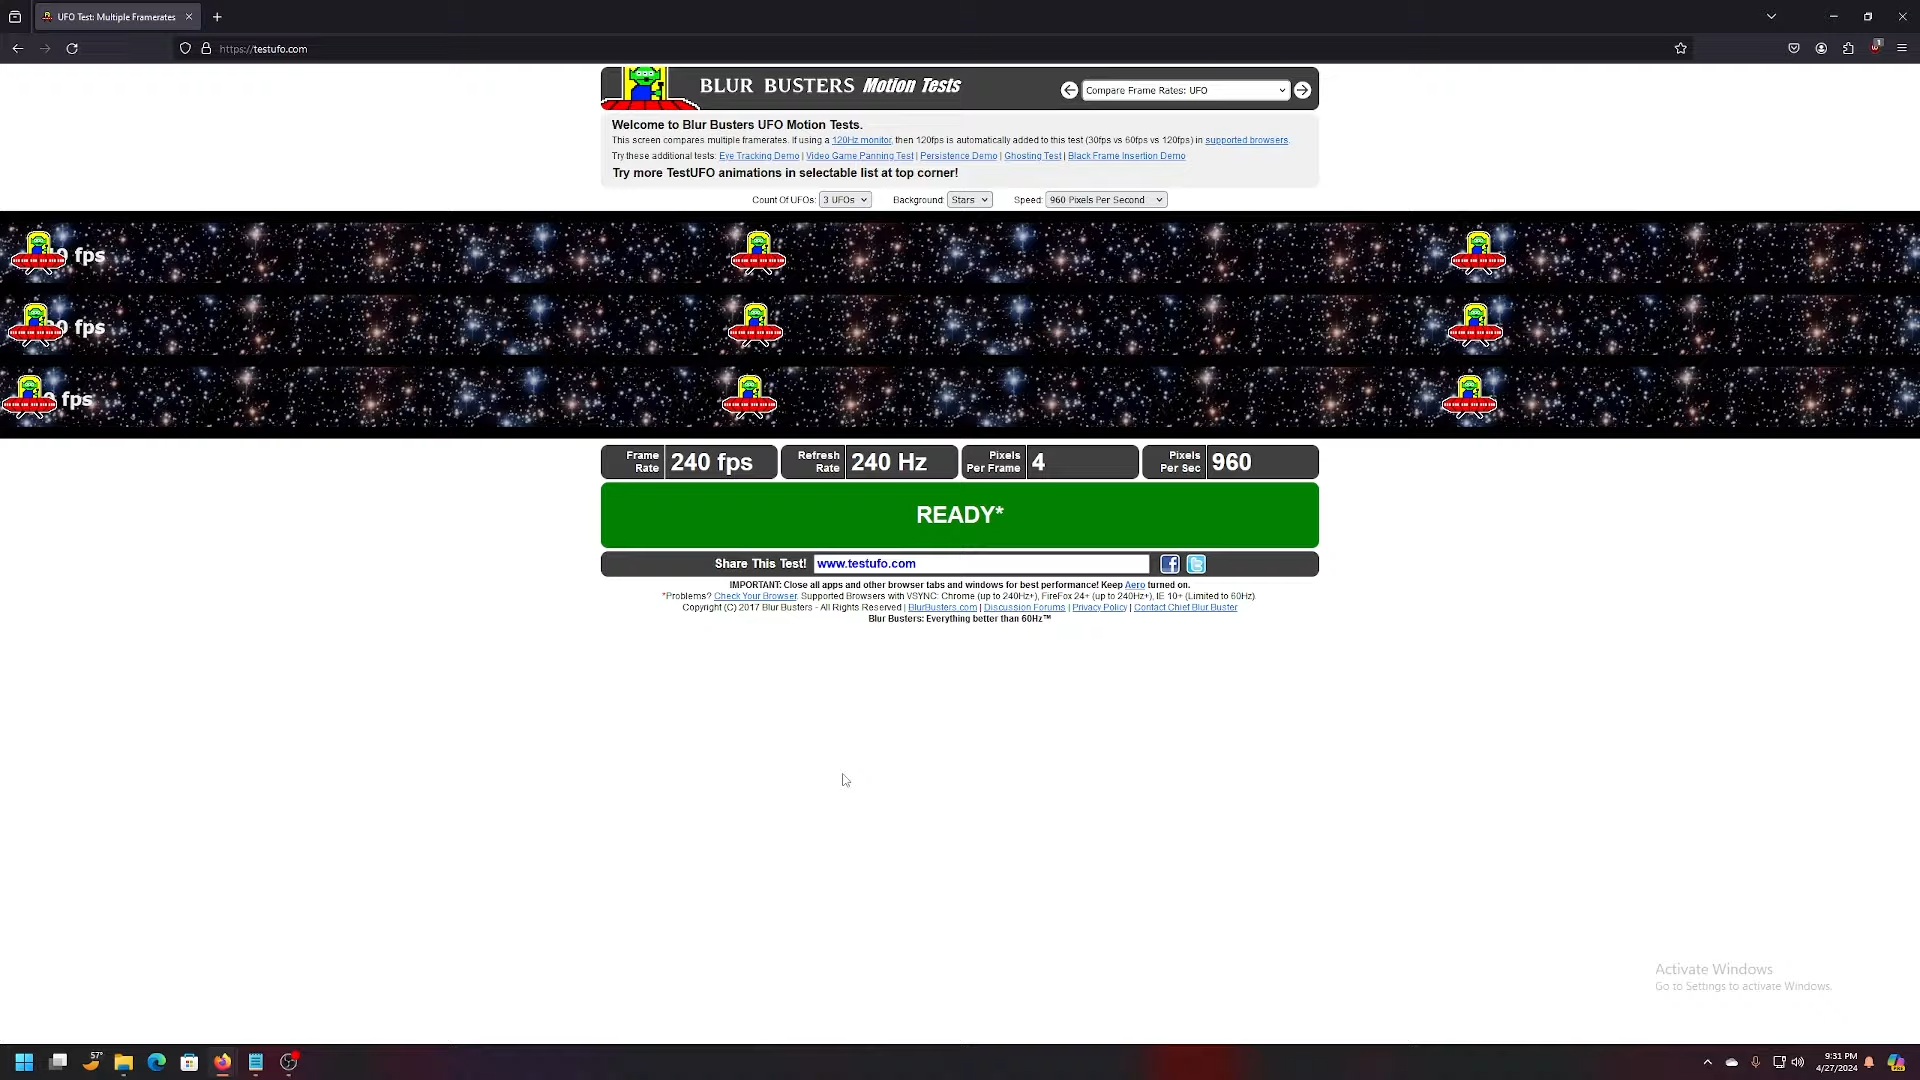 UFO Test: Multiple Framerates
https://testufo.com
BLUR BUSTERS Motion Tests
Compare Frame Rates: UFO
Welcome to Blur Busters UFO Motion Tests.
This screen compares multiple framerates. If using a 120Hz monitor, then 120fps is automatically added to this test (30fps vs 60fps vs 120fps) in supported browsers.
Try these additional tests: Eye Tracking Demo | Video Game Panning Test | Persistence Demo | Ghosting Test | Black Frame Insertion Demo
Try more TestUFO animations in selectable list at top corner!
Count Of UFOs: 3 UFOs Background: Stars Speed: 960 Pixels Per Second
fps
fps
fps
Frame Rate 240 fps Refresh Rate 240 Hz Pixels Per Frame 4 Pixels Per Sec 960
READY*
Share This Test! www.testufo.com
IMPORTANT: Close all apps and other browser tabs and windows for best performance! Keep Aero turned on.
*Problems? Check Your Browser. Supported Browsers with VSYNC: Chrome (up to 240Hz+), FireFox 24+ (up to 240Hz+), IE 10+ (Limited to 60Hz)
Copyright (C) 2017 Blur Busters - All Rights Reserved | BlurBusters.com | Discussion Forums | Privacy Policy | Contact Chief Blur Buster
Blur Busters: Everything better than 60Hz™
Activate Windows
Go to Settings to activate Windows.
57°
9:31 PM
4/27/2024